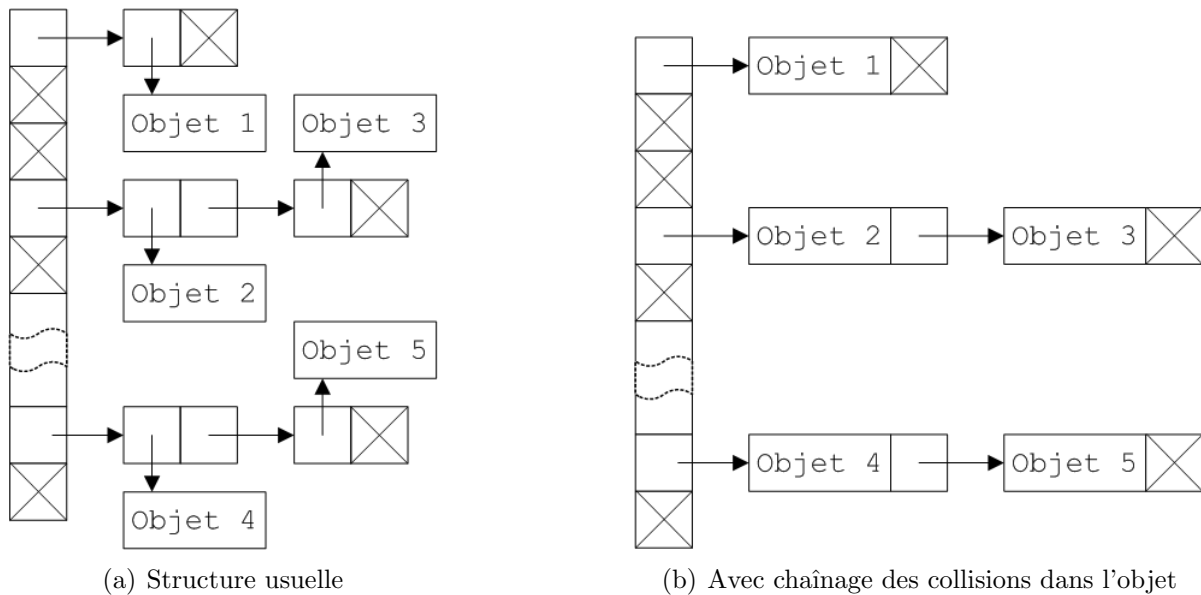 Objet 1
Objet 3
Objet 2
Objet 5
Objet 4
(a) Structure usuelle
Objet 1
Objet 2
Objet 3
Objet 4
Objet 5
(b) Avec chaînage des collisions dans l'objet